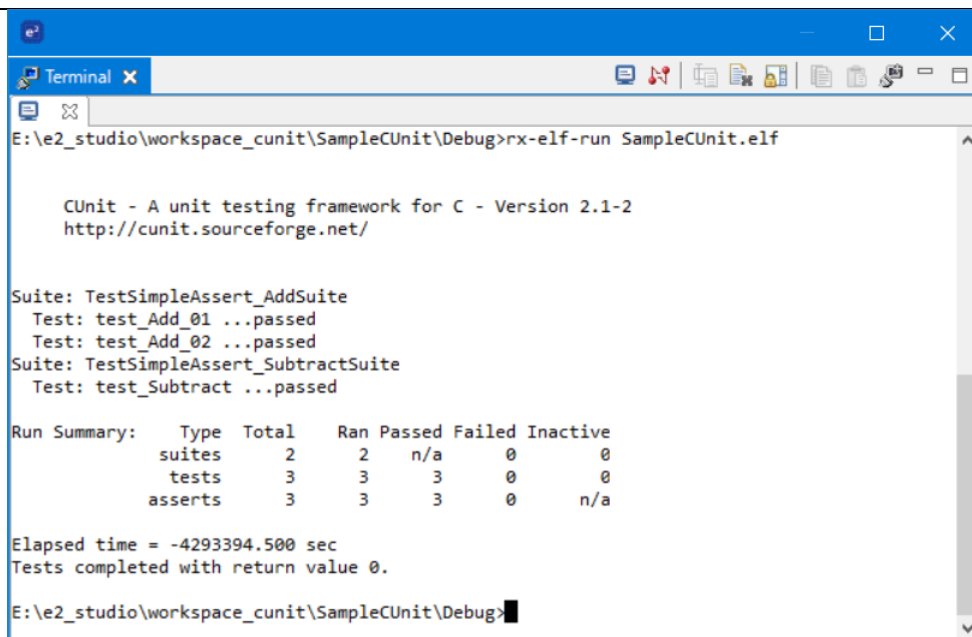 e²
Terminal
E:\e2_studio\workspace_cunit\SampleCUnit\Debug>rx-elf-run SampleCUnit.elf
CUnit - A unit testing framework for C - Version 2.1-2
http://cunit.sourceforge.net/
Suite: TestSimpleAssert_AddSuite
Test: test_Add_01 ...passed
Test: test_Add_02 ...passed
Suite: TestSimpleAssert_SubtractSuite
Test: test_Subtract ...passed
Run Summary: Type Total Ran Passed Failed Inactive
suites 2 2 n/a 0 0
tests 3 3 3 0 0
asserts 3 3 3 0 n/a
Elapsed time = -4293394.500 sec
Tests completed with return value 0.
E:\e2_studio\workspace_cunit\SampleCUnit\Debug>